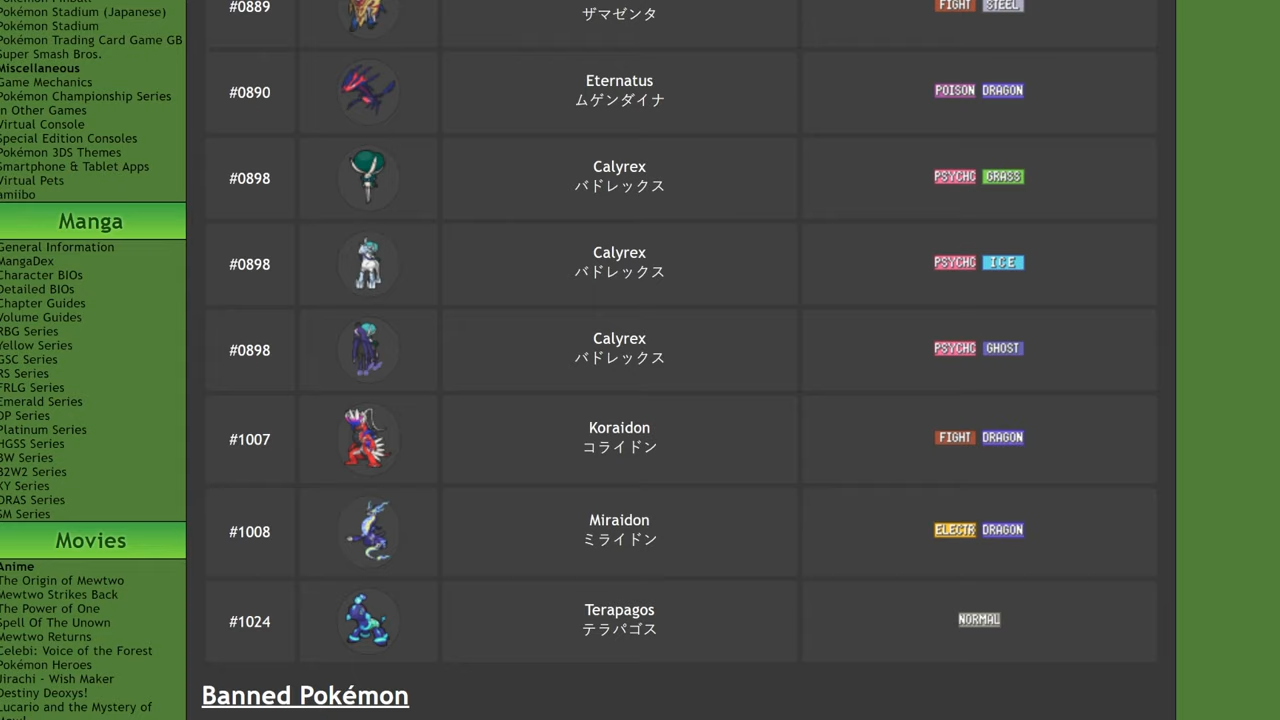 Pokémon Stadium (Japanese)
Pokémon Stadium
Pokémon Trading Card Game GB
Super Smash Bros.
Miscellaneous
Game Mechanics
Pokémon Championship Series
In Other Games
Virtual Console
Special Edition Consoles
Pokémon 3DS Themes
Smartphone & Tablet Apps
Virtual Pets
amiibo
Manga
General Information
MangaDex
Character BIOs
Detailed BIOs
Chapter Guides
Volume Guides
RBG Series
Yellow Series
GSC Series
RS Series
FRLG Series
Emerald Series
DP Series
Platinum Series
HGSS Series
BW Series
B2W2 Series
XY Series
ORAS Series
SM Series
Movies
Anime
The Origin of Mewtwo
Mewtwo Strikes Back
The Power of One
Spell Of The Unown
Mewtwo Returns
Celebi: Voice of the Forest
Pokémon Heroes
Jirachi - Wish Maker
Destiny Deoxys!
Lucario and the Mystery of
#0889
ザマゼンタ
FIGHT STEEL
#0890
Eternatus
ムゲンダイナ
POISON DRAGON
#0898
Calyrex
バドレックス
PSYCHC GRASS
#0898
Calyrex
バドレックス
PSYCHC ICE
#0898
Calyrex
バドレックス
PSYCHC GHOST
#1007
Koraidon
コライドン
FIGHT DRAGON
#1008
Miraidon
ミライドン
ELECTR DRAGON
#1024
Terapagos
テラパゴス
NORMAL
Banned Pokémon